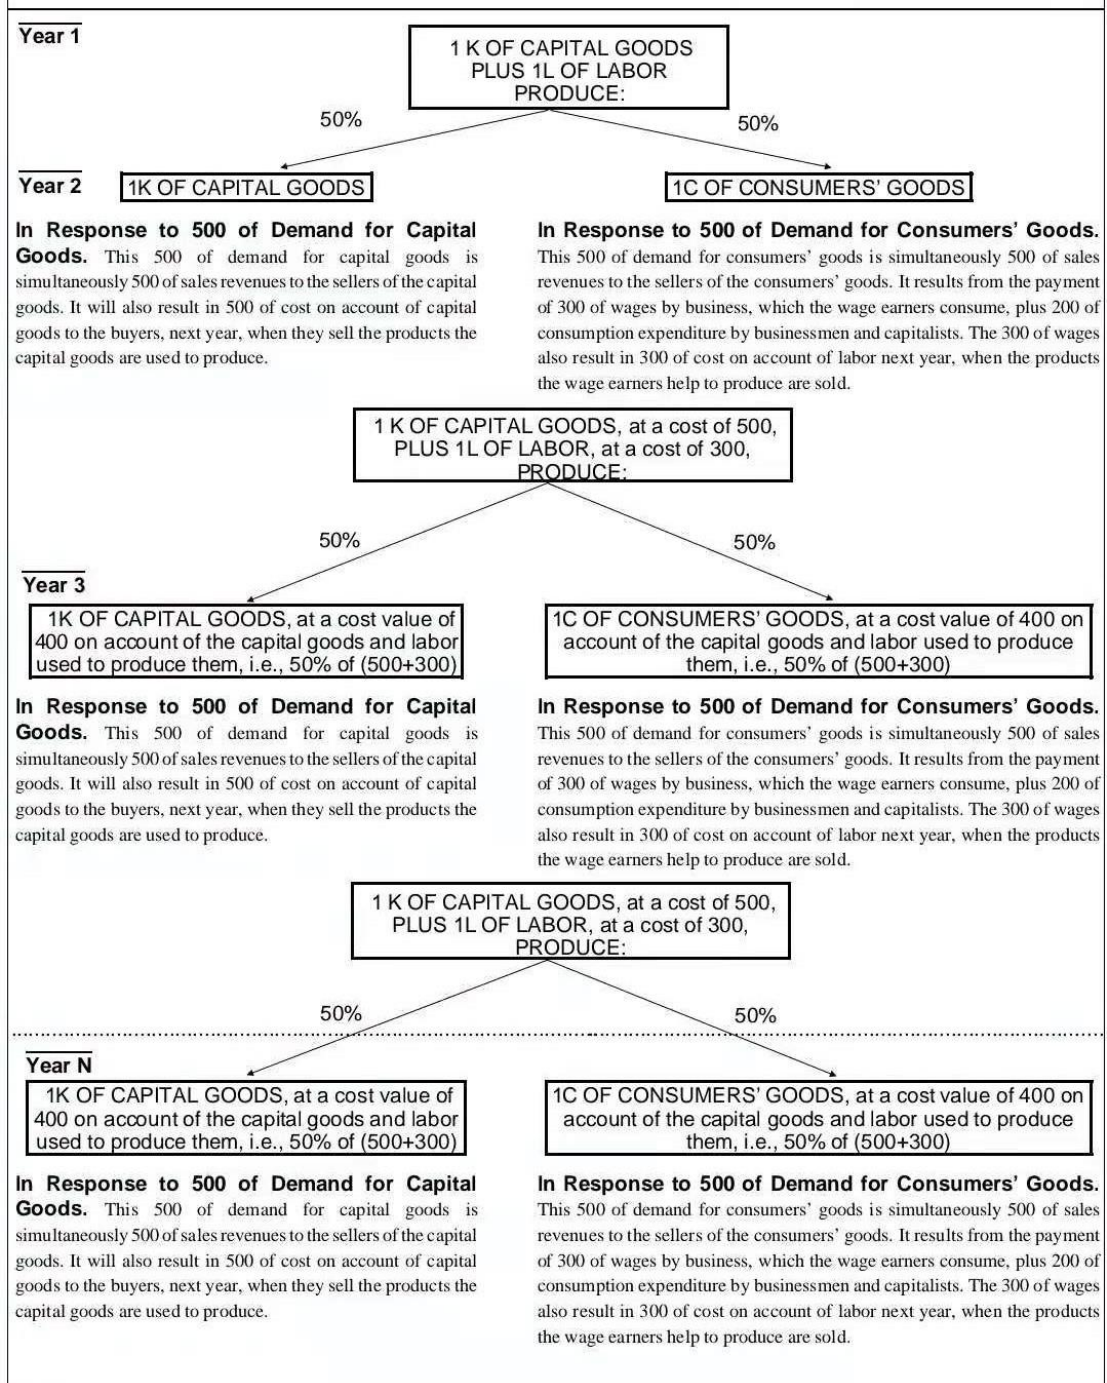 Year 1
1 K OF CAPITAL GOODS
PLUS 1L OF LABOR
PRODUCE:
50%
50%
Year 2
1K OF CAPITAL GOODS
1C OF CONSUMERS' GOODS
In Response to 500 of Demand for Capital
Goods. This 500 of demand for capital goods is
simultaneously 500 of sales revenues to the sellers of the capital
goods. It will also result in 500 of cost on account of capital
goods to the buyers, next year, when they sell the products the
capital goods are used to produce.
In Response to 500 of Demand for Consumers' Goods.
This 500 of demand for consumers' goods is simultaneously 500 of sales
revenues to the sellers of the consumers' goods. It results from the payment
of 300 of wages by business, which the wage earners consume, plus 200 of
consumption expenditure by businessmen and capitalists. The 300 of wages
also result in 300 of cost on account of labor next year, when the products
the wage earners help to produce are sold.
1 K OF CAPITAL GOODS, at a cost of 500,
PLUS 1L OF LABOR, at a cost of 300,
PRODUCE:
50%
50%
Year 3
1K OF CAPITAL GOODS, at a cost value of
400 on account of the capital goods and labor
used to produce them, i.e., 50% of (500+300)
1C OF CONSUMERS' GOODS, at a cost value of 400 on
account of the capital goods and labor used to produce
them, i.e., 50% of (500+300)
In Response to 500 of Demand for Capital
Goods. This 500 of demand for capital goods is
simultaneously 500 of sales revenues to the sellers of the capital
goods. It will also result in 500 of cost on account of capital
goods to the buyers, next year, when they sell the products the
capital goods are used to produce.
In Response to 500 of Demand for Consumers' Goods.
This 500 of demand for consumers' goods is simultaneously 500 of sales
revenues to the sellers of the consumers' goods. It results from the payment
of 300 of wages by business, which the wage earners consume, plus 200 of
consumption expenditure by businessmen and capitalists. The 300 of wages
also result in 300 of cost on account of labor next year, when the products
the wage earners help to produce are sold.
1 K OF CAPITAL GOODS, at a cost of 500,
PLUS 1L OF LABOR, at a cost of 300,
PRODUCE:
50%
50%
Year N
1K OF CAPITAL GOODS, at a cost value of
400 on account of the capital goods and labor
used to produce them, i.e., 50% of (500+300)
1C OF CONSUMERS' GOODS, at a cost value of 400 on
account of the capital goods and labor used to produce
them, i.e., 50% of (500+300)
In Response to 500 of Demand for Capital
Goods. This 500 of demand for capital goods is
simultaneously 500 of sales revenues to the sellers of the capital
goods. It will also result in 500 of cost on account of capital
goods to the buyers, next year, when they sell the products the
capital goods are used to produce.
In Response to 500 of Demand for Consumers' Goods.
This 500 of demand for consumers' goods is simultaneously 500 of sales
revenues to the sellers of the consumers' goods. It results from the payment
of 300 of wages by business, which the wage earners consume, plus 200 of
consumption expenditure by businessmen and capitalists. The 300 of wages
also result in 300 of cost on account of labor next year, when the products
the wage earners help to produce are sold.